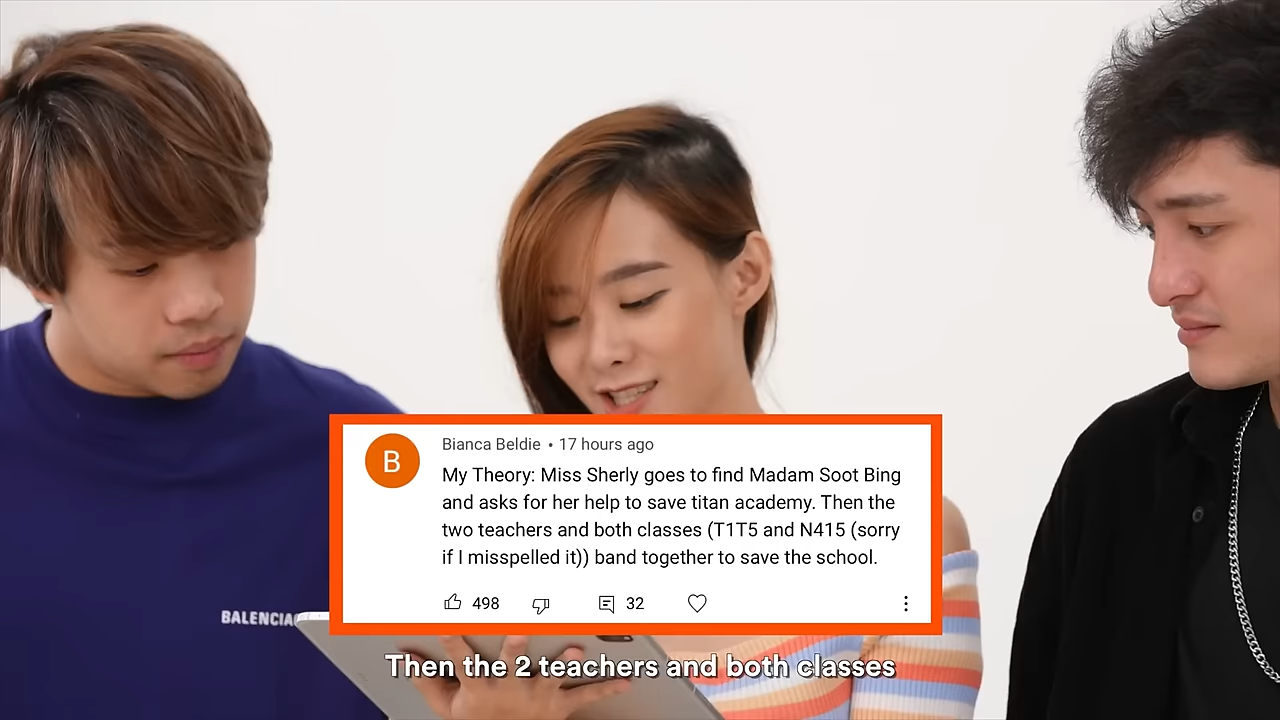 B
Bianca Beldie • 17 hours ago
My Theory: Miss Sherly goes to find Madam Soot Bing
and asks for her help to save titan academy. Then the
two teachers and both classes (T1T5 and N415 (sorry
if I misspelled it)) band together to save the school.
498
32
BALENCIA
Then the 2 teachers and both classes